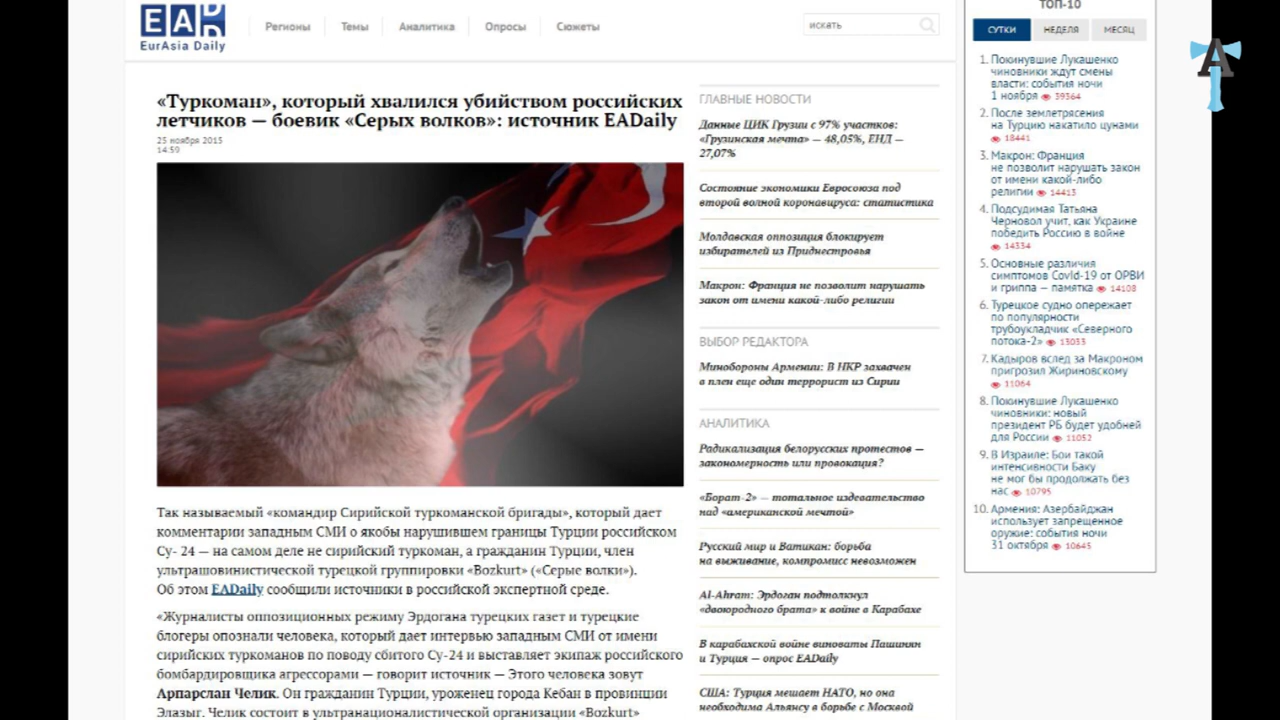 EAD
EurAsia Daily
Регионы
Темы
Аналитика
Опросы
Сюжеты
искать
«Туркоман», который хвалился убийством российских
летчиков — боевик «Серых волков»: источник EADaily
25 ноября 2015
14:59
Так называемый «командир Сирийской туркоманской бригады», который дает
комментарии западным СМИ о якобы нарушившем границы Турции российском
Су- 24 — на самом деле не сирийский туркоман, а гражданин Турции, член
ультрашовинистической турецкой группировки «Bozkurt» («Серые волки»).
Об этом EADaily сообщили источники в российской экспертной среде.
«Журналисты оппозиционных режиму Эрдогана турецких газет и турецкие
блогеры опознали человека, который дает интервью западным СМИ от имени
сирийских туркоманов по поводу сбитого Су-24 и выставляет экипаж российского
бомбардировщика агрессорами — говорит источник — Этого человека зовут
Арпарслан Челик. Он гражданин Турции, уроженец города Кебан в провинции
Элазыг. Челик состоит в ультранационалистической организации «Bozkurt»
ГЛАВНЫЕ НОВОСТИ
Данные ЦИК Грузии с 97% участков:
«Грузинская мечта» — 48,05%, ЕНД —
27,07%
Состояние экономики Евросоюза под
второй волной коронавируса: статистика
Молдавская оппозиция блокирует
избирателей из Приднестровья
Макрон: Франция не позволит нарушать
закон от имени какой-либо религии
ВЫБОР РЕДАКТОРА
Минобороны Армении: В НКР захвачен
в плен еще один террорист из Сирии
АНАЛИТИКА
Радикализация белорусских протестов —
закономерность или провокация?
«Борат-2» — тотальное издевательство
над «американской мечтой»
Русский мир и Ватикан: борьба
на выживание, компромисс невозможен
Al-Ahram: Эрдоган подтолкнул
«двоюродного брата» к войне в Карабахе
В карабахской войне виноваты Пашинян
и Турция — опрос EADaily
США: Турция мешает НАТО, но она
необходима Альянсу в борьбе с Москвой
ТОП-10
СУТКИ
НЕДЕЛЯ
МЕСЯЦ
1. Покинувшие Лукашенко
чиновники ждут смены
власти: события ночи
1 ноября 39364
2. После землетрясения
на Турцию накатило цунами
18441
3. Макрон: Франция
не позволит нарушать закон
от имени какой-либо
религии 14413
4. Подсудимая Татьяна
Черновол учит, как Украине
победить Россию в войне
14334
5. Основные различия
симптомов Covid-19 от ОРВИ
и гриппа — памятка 14108
6. Турецкое судно опережает
по популярности
трубоукладчик «Северного
потока-2» 13033
7. Кадыров вслед за Макроном
пригрозил Жириновскому
11064
8. Покинувшие Лукашенко
чиновники: новый
президент РБ будет удобней
для России 11052
9. В Израиле: Бои такой
интенсивности Баку
не мог бы продолжать без
нас 10795
10. Армения: Азербайджан
использует запрещенное
оружие: события ночи
31 октября 10645